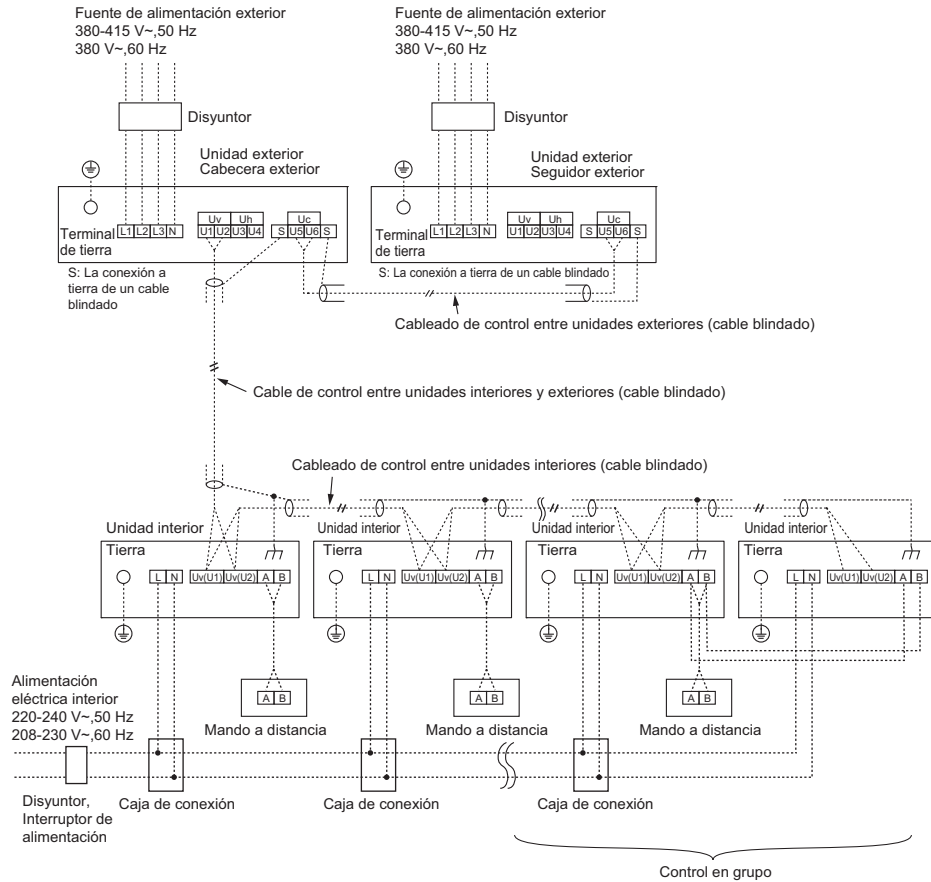 Fuente de alimentación exterior
380-415 V~,50 Hz
380 V~,60 Hz
Fuente de alimentación exterior
380-415 V~,50 Hz
380 V~,60 Hz
Disyuntor
Disyuntor
Unidad exterior
Cabecera exterior
Unidad exterior
Seguidor exterior
Uv Uh Uc
L1 L2 L3 N U1 U2 U3 U4 S U5 U6 S
Terminal
de tierra
Uv Uh Uc
L1 L2 L3 N U1 U2 U3 U4 S U5 U6 S
Terminal
de tierra
S: La conexión a
tierra de un cable
blindado
S: La conexión a tierra de un cable blindado
Cableado de control entre unidades exteriores (cable blindado)
Cable de control entre unidades interiores y exteriores (cable blindado)
Cableado de control entre unidades interiores (cable blindado)
Unidad interior
Unidad interior
Unidad interior
Unidad interior
Tierra
Tierra
Tierra
Tierra
L N Uv(U1) Uv(U2) A B
L N Uv(U1) Uv(U2) A B
L N Uv(U1) Uv(U2) A B
L N Uv(U1) Uv(U2) A B
Alimentación
eléctrica interior
220-240 V~,50 Hz
208-230 V~,60 Hz
A B
A B
A B
Mando a distancia
Mando a distancia
Mando a distancia
Disyuntor,
Interruptor de
alimentación
Caja de conexión
Caja de conexión
Caja de conexión
Control en grupo